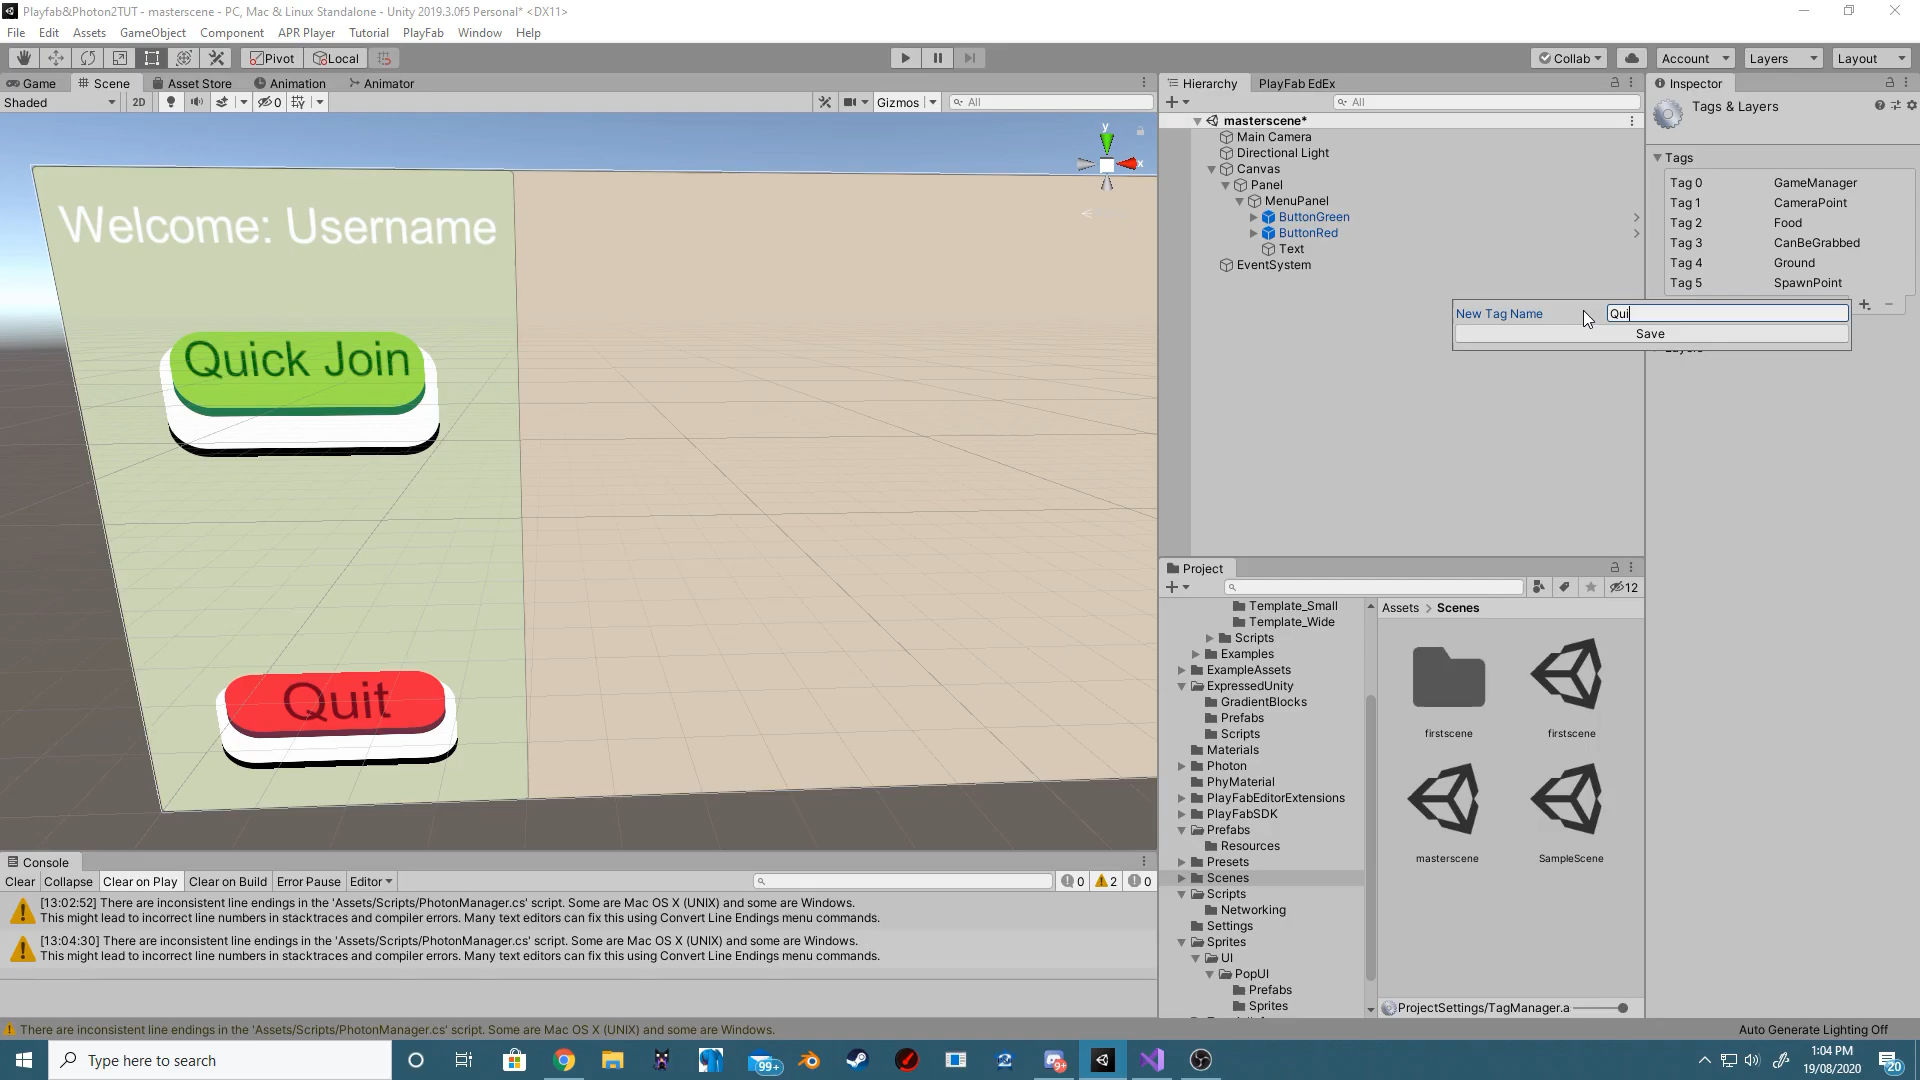 Playfab&Photon2TUT - masterscene - PC, Mac & Linux Standalone - Unity 2019.3.0f5 Personal* <DX11>
File Edit Assets GameObject Component APR Player Tutorial PlayFab Window Help
Pivot Local Collab Account Layers Layout
Game Scene Asset Store Animation Animator
Shaded 2D 0 Gizmos All
Welcome: Username
Quick Join
Quit
y
x
Hierarchy PlayFab EdEx
All
masterscene*
Main Camera
Directional Light
Canvas
Panel
MenuPanel
ButtonGreen
ButtonRed
Text
EventSystem
Inspector
Tags & Layers
Tags
Tag 0 GameManager
Tag 1 CameraPoint
Tag 2 Food
Tag 3 CanBeGrabbed
Tag 4 Ground
Tag 5 SpawnPoint
New Tag Name Qui
Save
Project
12
Template_Small
Template_Wide
Scripts
Examples
ExampleAssets
ExpressedUnity
GradientBlocks
Prefabs
Scripts
Materials
Photon
PhyMaterial
PlayFabEditorExtensions
PlayFabSDK
Prefabs
Resources
Presets
Scenes
Scripts
Networking
Settings
Sprites
UI
PopUI
Prefabs
Sprites
Assets > Scenes
firstscene firstscene
masterscene SampleScene
ProjectSettings/TagManager.a
Console
Clear Collapse Clear on Play Clear on Build Error Pause Editor 0 2 0
[13:02:52] There are inconsistent line endings in the 'Assets/Scripts/PhotonManager.cs' script. Some are Mac OS X (UNIX) and some are Windows.
This might lead to incorrect line numbers in stacktraces and compiler errors. Many text editors can fix this using Convert Line Endings menu commands.
[13:04:30] There are inconsistent line endings in the 'Assets/Scripts/PhotonManager.cs' script. Some are Mac OS X (UNIX) and some are Windows.
This might lead to incorrect line numbers in stacktraces and compiler errors. Many text editors can fix this using Convert Line Endings menu commands.
There are inconsistent line endings in the 'Assets/Scripts/PhotonManager.cs' script. Some are Mac OS X (UNIX) and some are Windows.
Auto Generate Lighting Off
Type here to search
99+
9+
1:04 PM
19/08/2020
20